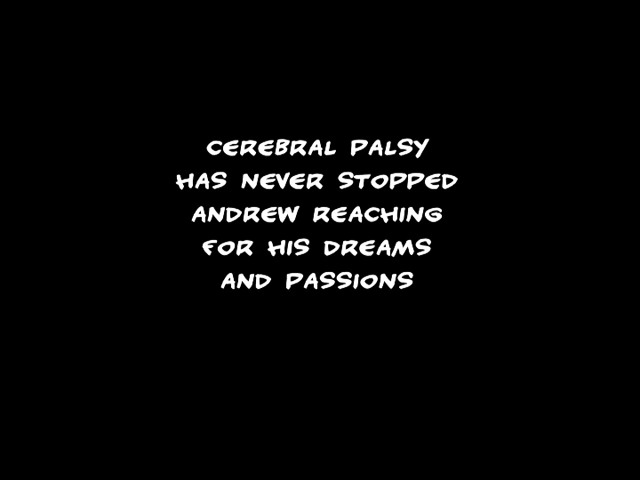 CEREBRAL PALSY
HAS NEVER STOPPED
ANDREW REACHING
FOR HIS DREAMS
AND PASSIONS